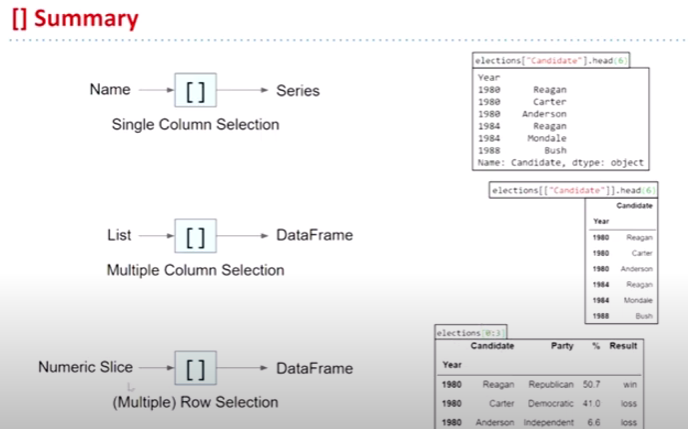 [] Summary
Name [] Series
Single Column Selection
List [] DataFrame
Multiple Column Selection
Numeric Slice [] DataFrame
(Multiple) Row Selection
elections["Candidate"].head(6)
Year
1980 Reagan
1980 Carter
1980 Anderson
1984 Reagan
1984 Mondale
1988 Bush
Name: Candidate, dtype: object
elections[["Candidate"]].head(6)
Candidate
Year
1980 Reagan
1980 Carter
1980 Anderson
1984 Reagan
1984 Mondale
1988 Bush
elections[0:3]
Candidate Party % Result
Year
1980 Reagan Republican 50.7 win
1980 Carter Democratic 41.0 loss
1980 Anderson Independent 6.6 loss